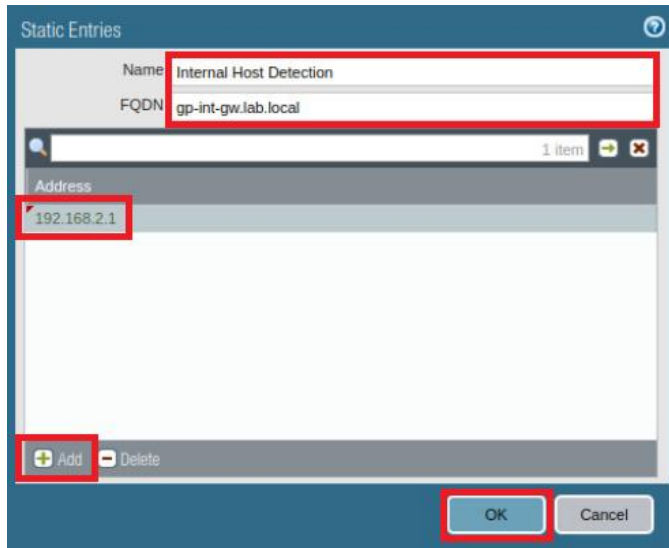 Static Entries
Name Internal Host Detection
FQDN gp-int-gw.lab.local
1 item
Address
192.168.2.1
Add Delete
OK Cancel